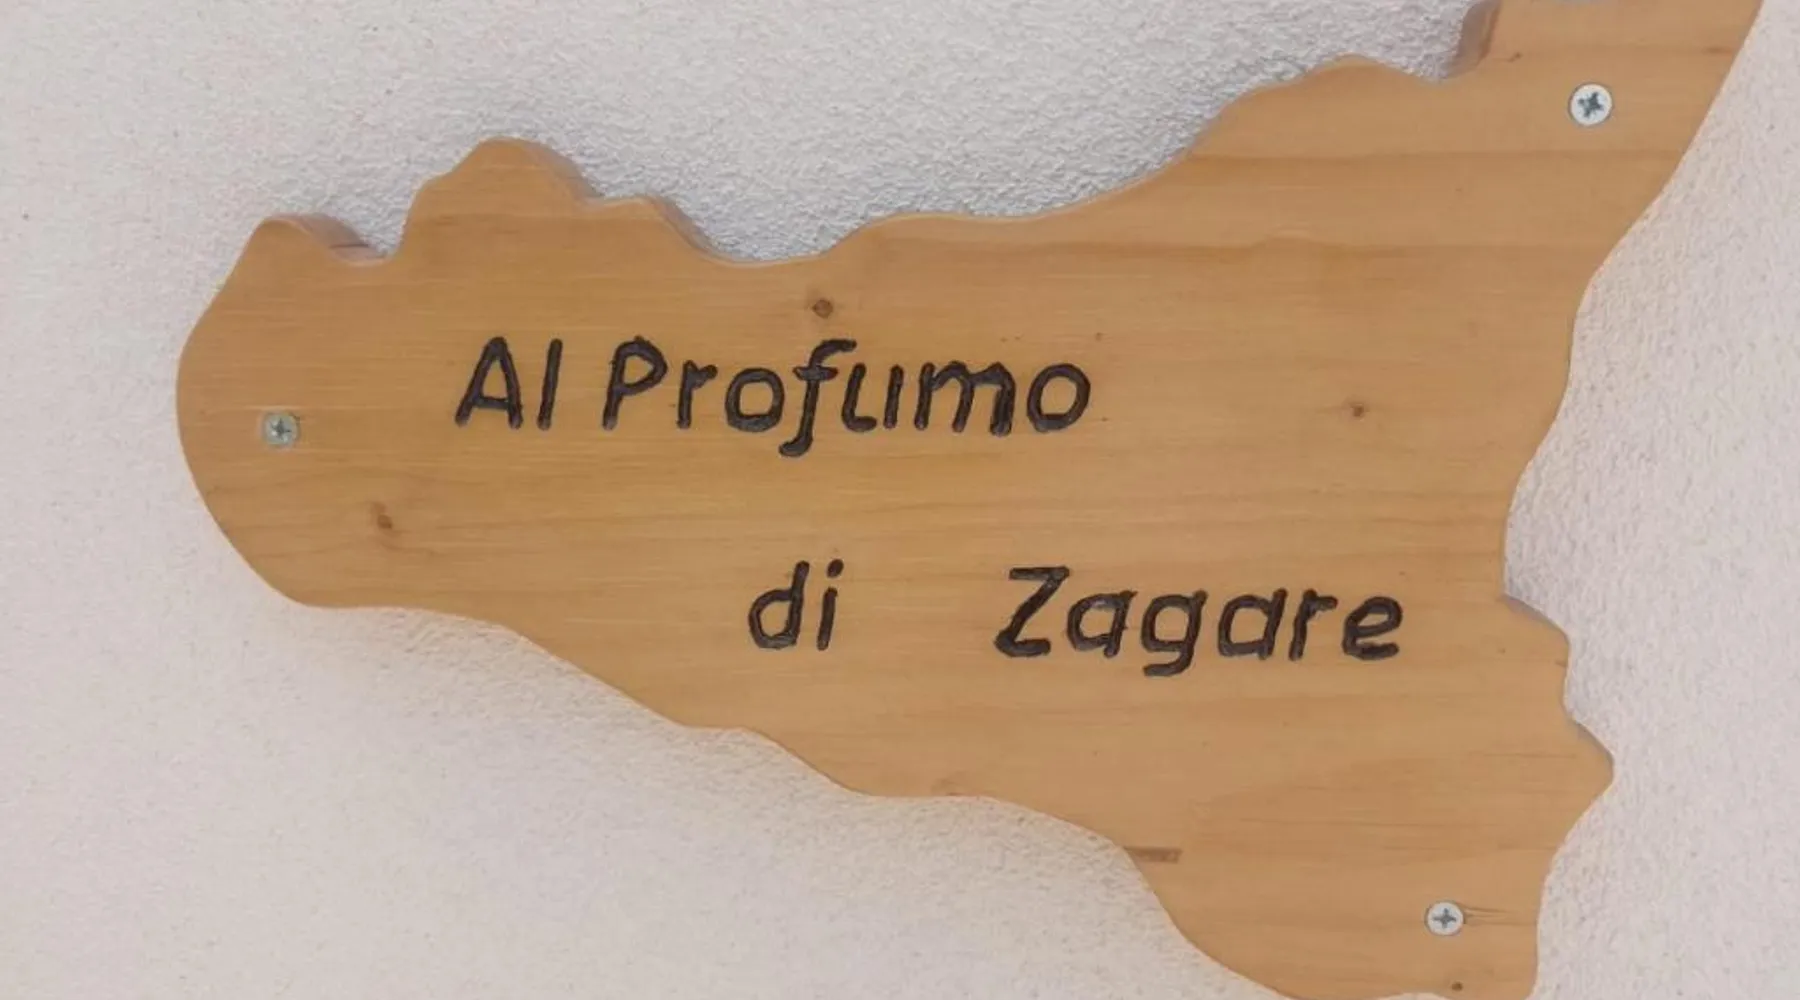 Al Profumo
di Zagare